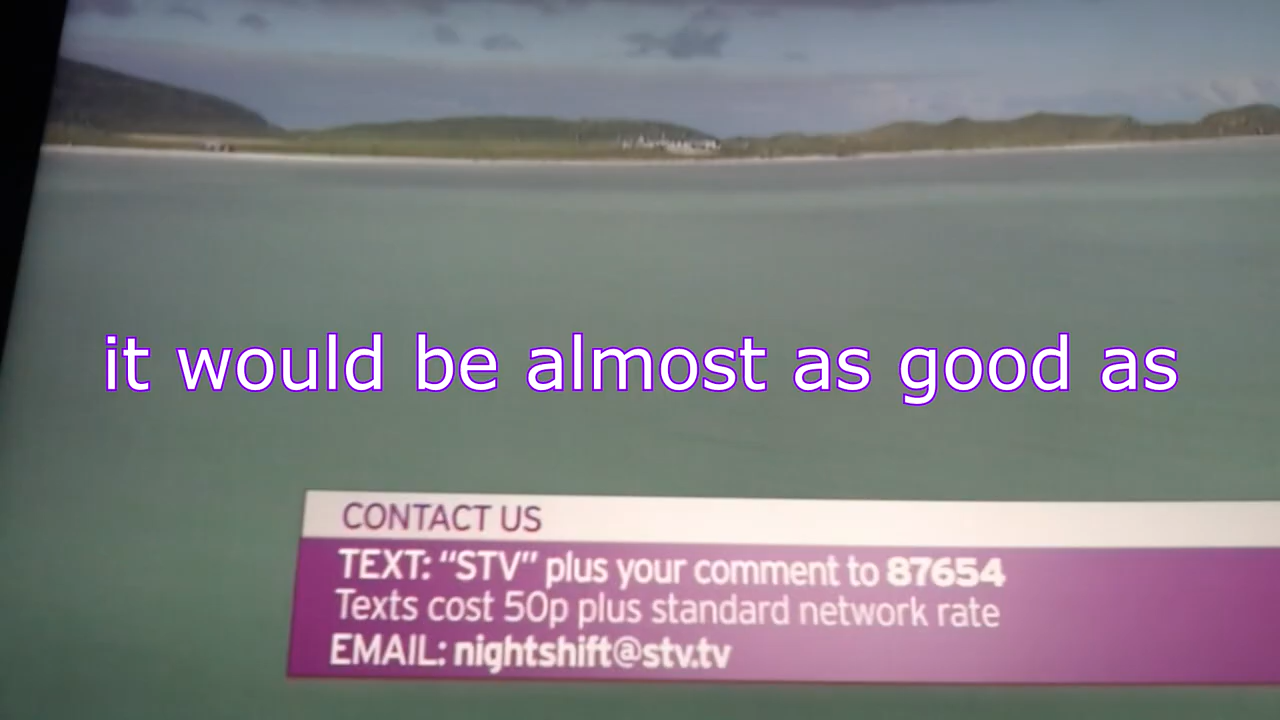 it would be almost as good as
CONTACT US
TEXT: “STV” plus your comment to 87654
Texts cost 50p plus standard network rate
EMAIL: nightshift@stv.tv